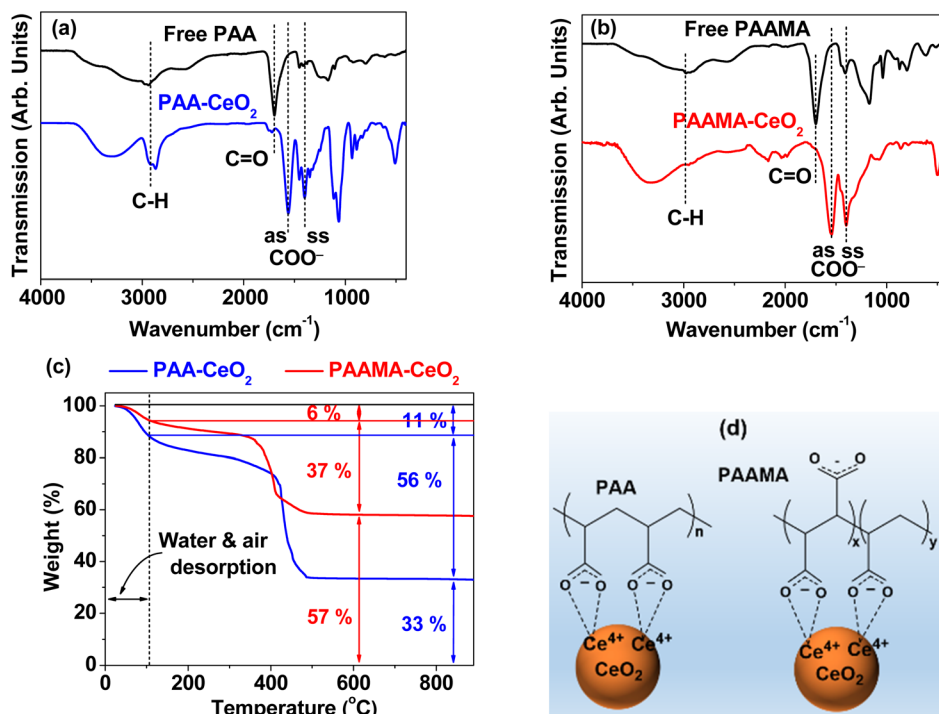 (a)
Free PAA
PAA-CeO₂
C=O
C-H
as ss
COO⁻
Transmission (Arb. Units)
4000 3000 2000 1000
Wavenumber (cm⁻¹)
(b)
Free PAAMA
PAAMA-CeO₂
C=O
C-H
as ss
COO⁻
Transmission (Arb. Units)
4000 3000 2000 1000
Wavenumber (cm⁻¹)
(c)
PAA-CeO₂ PAAMA-CeO₂
100
80
60
40
20
0
Weight (%)
6 %
11 %
37 %
56 %
Water & air
desorption
57 %
33 %
0 200 400 600 800
Temperature (°C)
(d)
PAA
PAAMA
O - O
n
x y
O - O O - O
O - O O - O
Ce⁴⁺ Ce⁴⁺
CeO₂
Ce⁴⁺ Ce⁴⁺
CeO₂